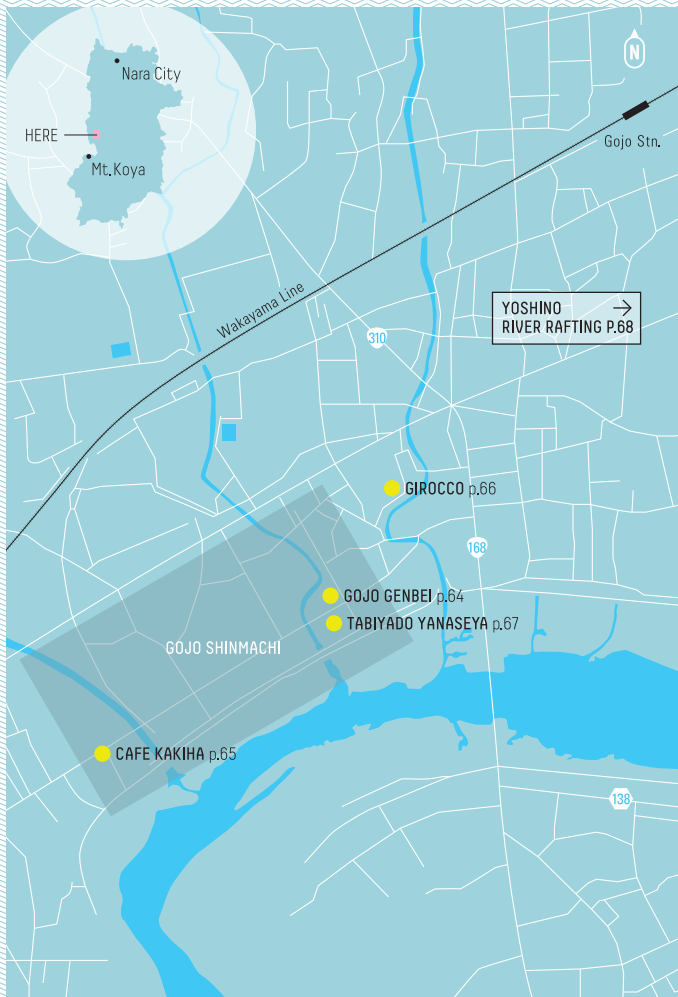 Nara City
N
HERE
Mt.Koya
Gojo Stn.
Wakayama Line
YOSHINO →
RIVER RAFTING P.68
310
GIROCCO p.66
168
GOJO GENBEI p.64
TABIYADO YANASEYA p.67
GOJO SHINMACHI
CAFE KAKIHA p.65
138